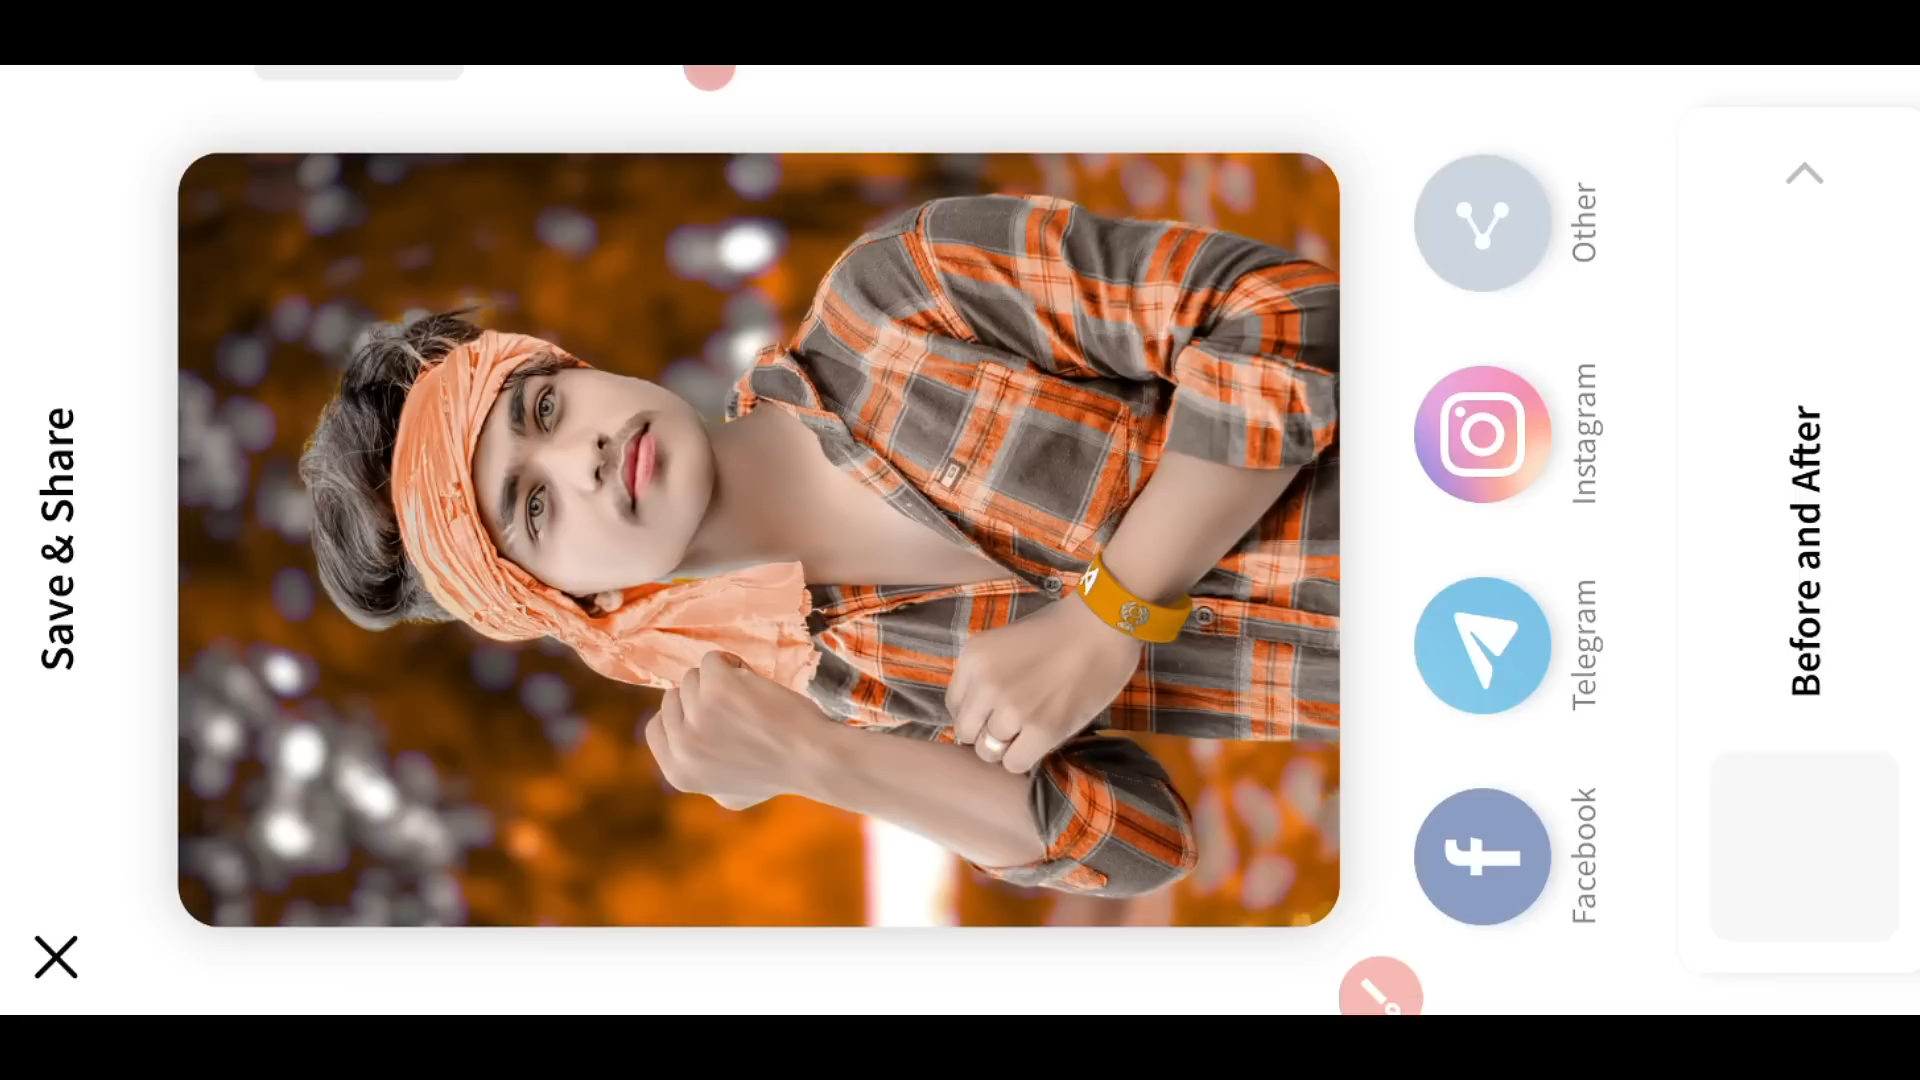 Save & Share
Facebook
Telegram
Instagram
Other
Before and After